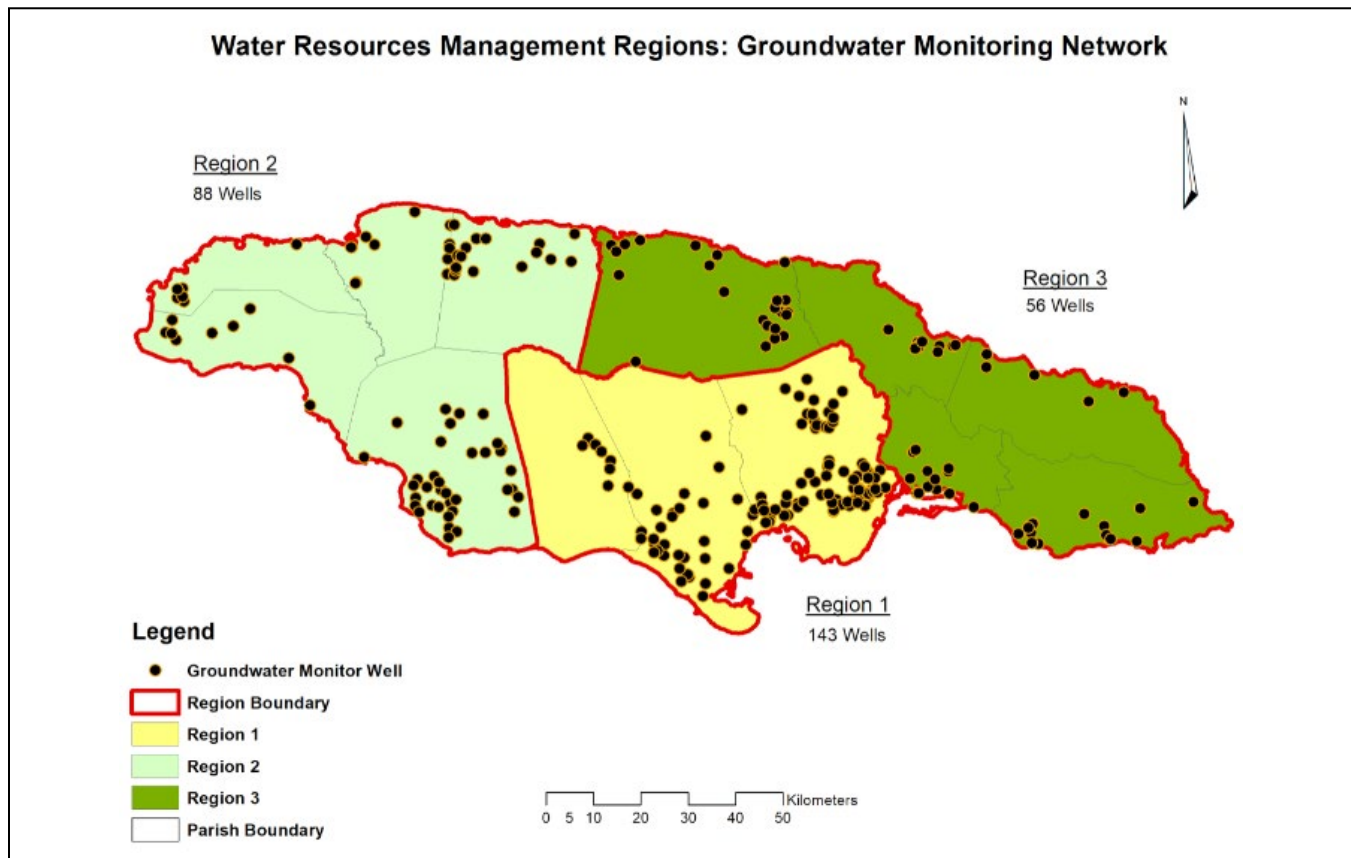 Water Resources Management Regions: Groundwater Monitoring Network
N
Region 2
88 Wells
Region 3
56 Wells
Region 1
143 Wells
Legend
Groundwater Monitor Well
Region Boundary
Region 1
Region 2
Region 3
Parish Boundary
Kilometers
0 5 10 20 30 40 50